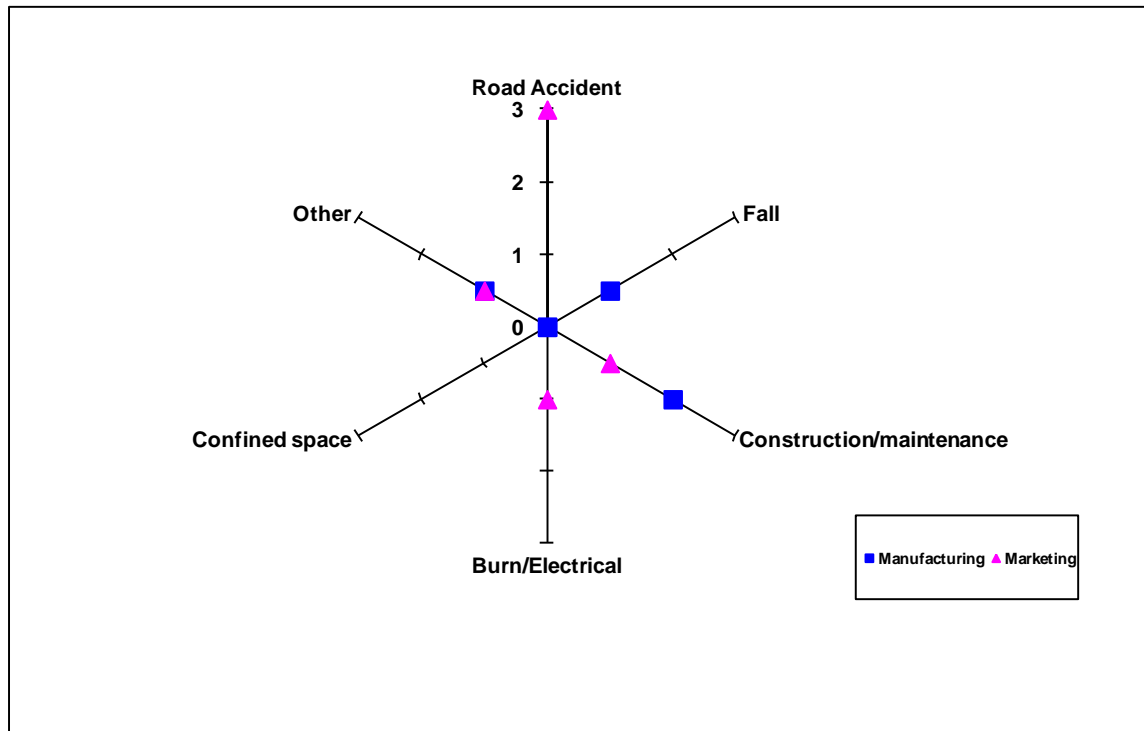 Road Accident
3
2
Other
Fall
1
0
Confined space
Construction/maintenance
Burn/Electrical
Manufacturing
Marketing